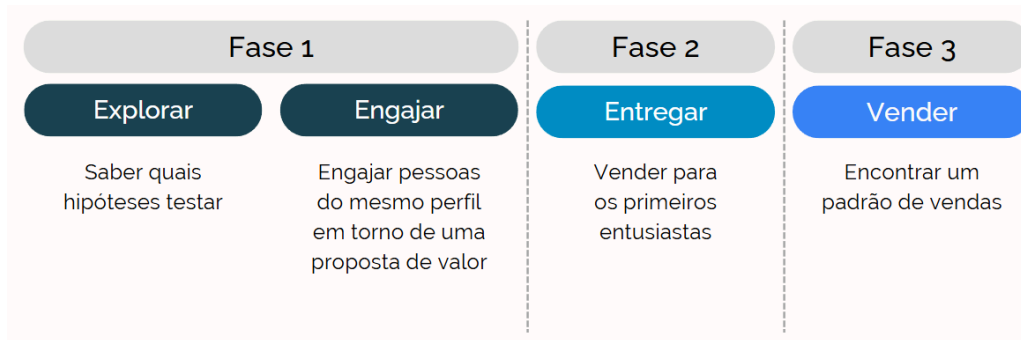 Fase 1
Explorar
Saber quais
hipóteses testar
Engajar
Engajar pessoas
do mesmo perfil
em torno de uma
proposta de valor
Fase 2
Entregar
Vender para
os primeiros
entusiastas
Fase 3
Vender
Encontrar um
padrão de vendas